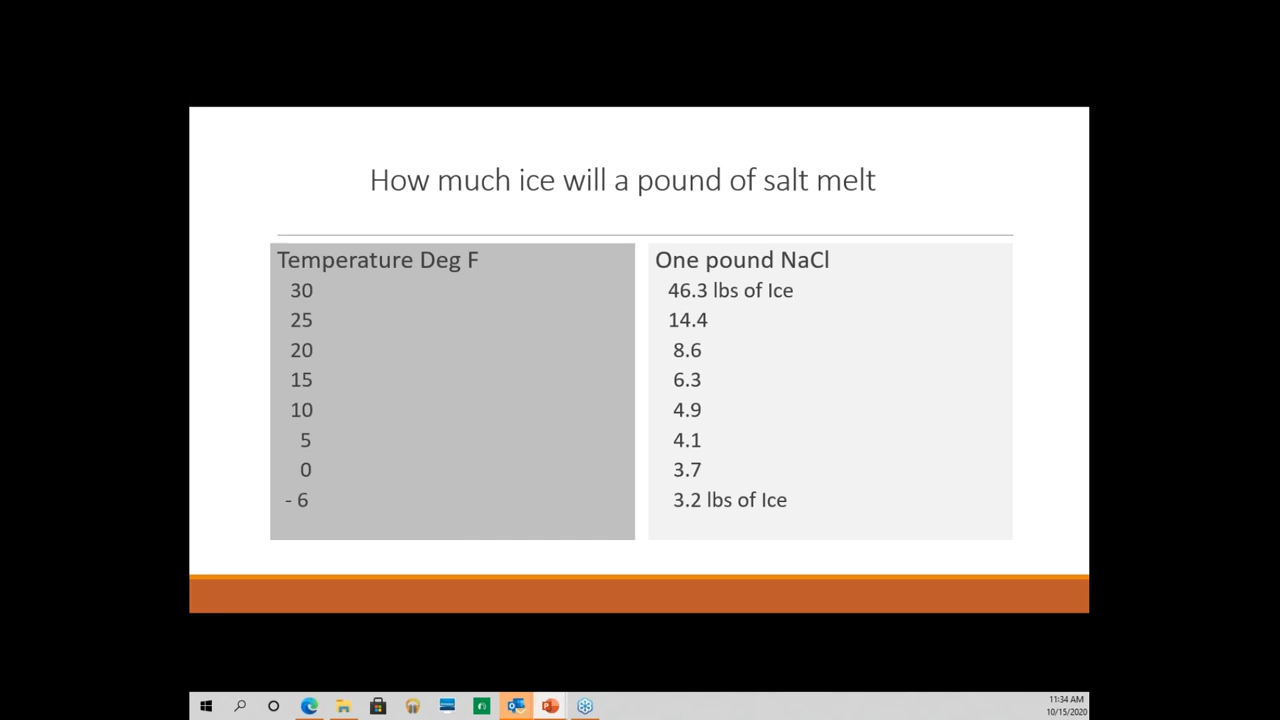 How much ice will a pound of salt melt
Temperature Deg F
30
25
20
15
10
5
0
- 6
One pound NaCl
46.3 lbs of Ice
14.4
8.6
6.3
4.9
4.1
3.7
3.2 lbs of Ice
11:34 AM
10/15/2020